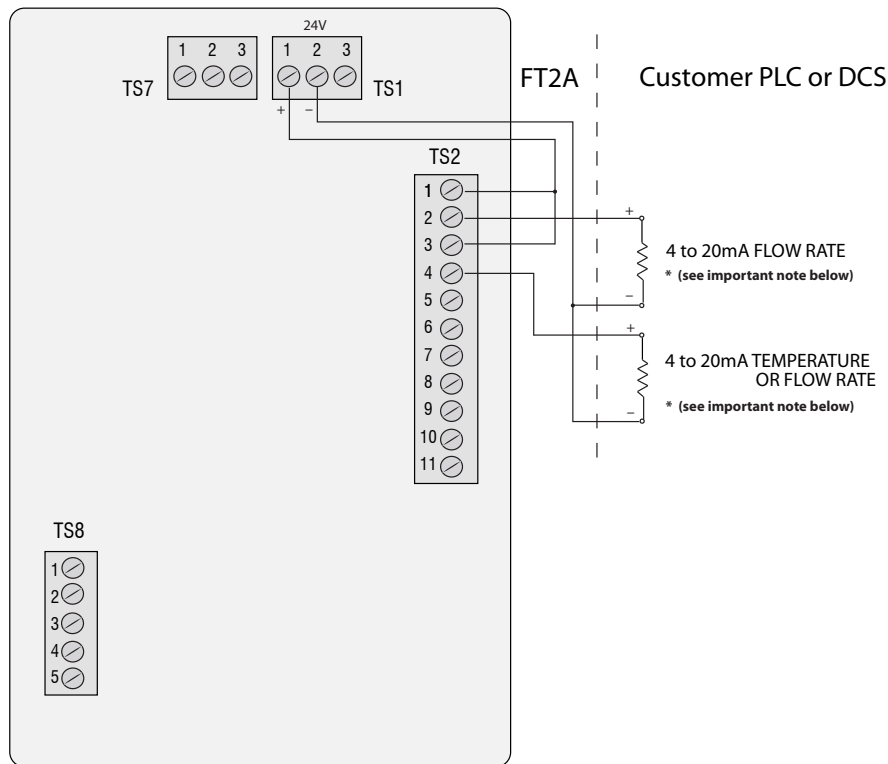 24V
1 2 3
1 2 3
TS7
TS1
+ –
FT2A
Customer PLC or DCS
TS2
1
2
3
4
5
6
7
8
9
10
11
+
4 to 20mA FLOW RATE
* (see important note below)
–
+
4 to 20mA TEMPERATURE
OR FLOW RATE
* (see important note below)
–
TS8
1
2
3
4
5